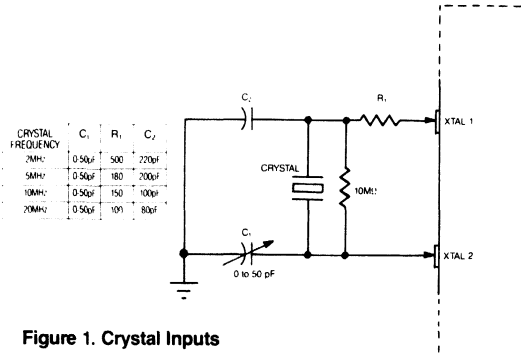 CRYSTAL FREQUENCY C₁ R₁ C₂
2MHz 0-50pF 500 220pF
5MHz 0-50pF 180 200pF
10MHz 0-50pF 150 100pF
20MHz 0-50pF 100 80pF
C₂
R₁
XTAL 1
CRYSTAL
10MΩ
C₁
0 to 50 pF
XTAL 2
Figure 1. Crystal Inputs